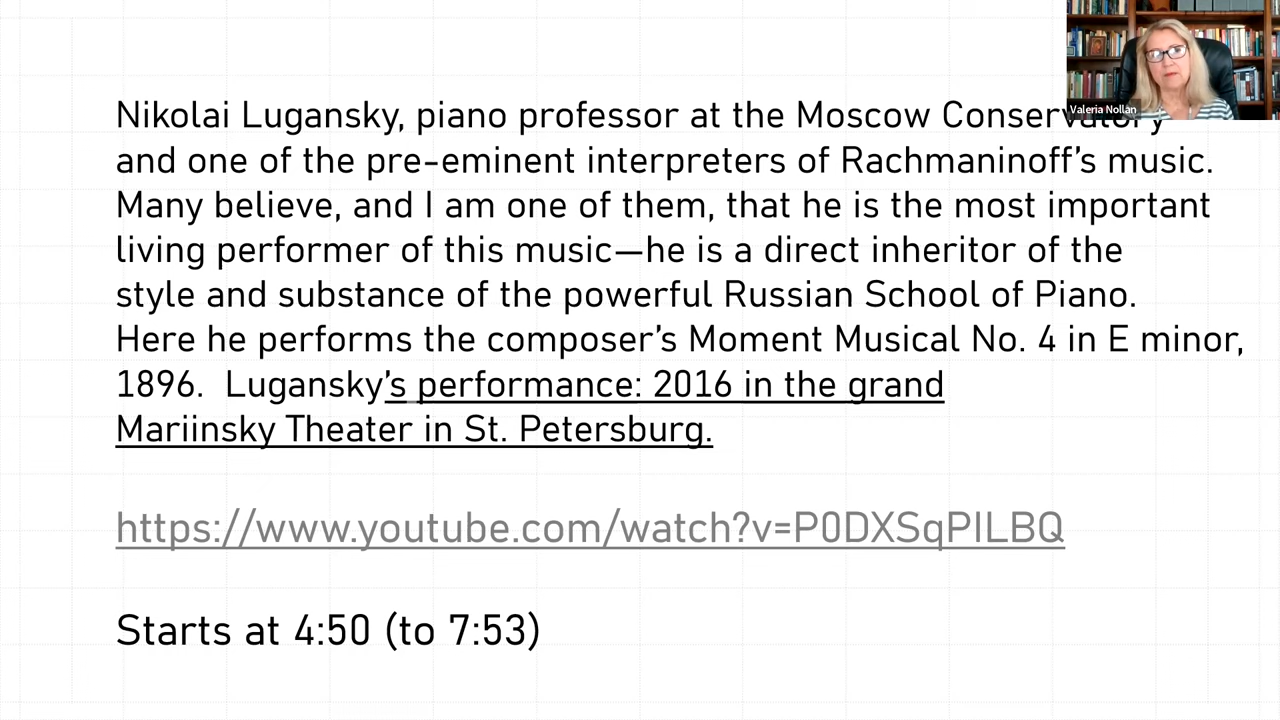 Valeria Nollan
Nikolai Lugansky, piano professor at the Moscow Conservatory
and one of the pre-eminent interpreters of Rachmaninoff’s music.
Many believe, and I am one of them, that he is the most important
living performer of this music—he is a direct inheritor of the
style and substance of the powerful Russian School of Piano.
Here he performs the composer’s Moment Musical No. 4 in E minor,
1896.  Lugansky’s performance: 2016 in the grand
Mariinsky Theater in St. Petersburg.
https://www.youtube.com/watch?v=P0DXSqPILBQ
Starts at 4:50 (to 7:53)